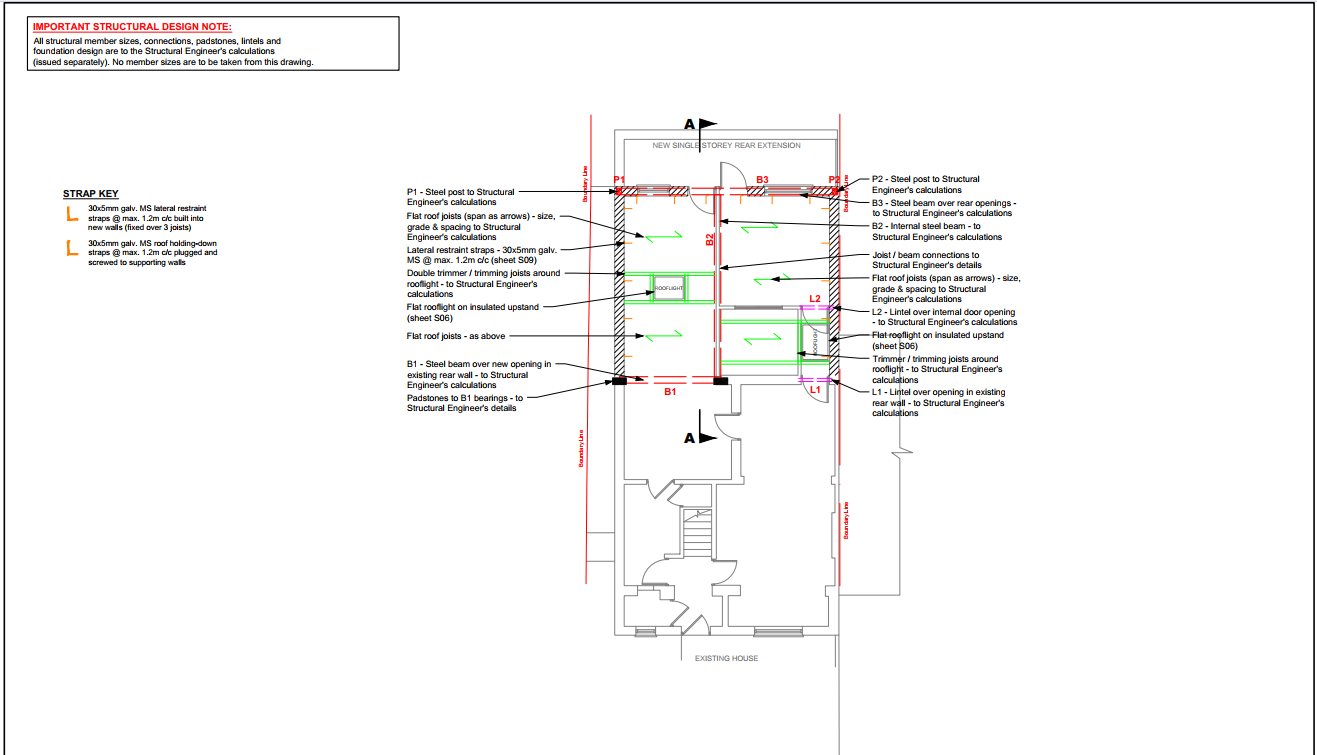 IMPORTANT STRUCTURAL DESIGN NOTE:
All structural member sizes, connections, padstones, lintels and
foundation design are to the Structural Engineer's calculations
(issued separately). No member sizes are to be taken from this drawing.
STRAP KEY
30x5mm galv. MS lateral restraint
straps @ max. 1.2m c/c built into
new walls (fixed over 3 joists)
30x5mm galv. MS roof holding-down
straps @ max. 1.2m c/c plugged and
screwed to supporting walls
P1 - Steel post to Structural
Engineer's calculations
Flat roof joists (span as arrows) - size,
grade & spacing to Structural
Engineer's calculations
Lateral restraint straps - 30x5mm galv.
MS @ max. 1.2m c/c (sheet S09)
Double trimmer / trimming joists around
rooflight - to Structural Engineer's
calculations
Flat rooflight on insulated upstand
(sheet S06)
Flat roof joists - as above
B1 - Steel beam over new opening in
existing rear wall - to Structural
Engineer's calculations
Padstones to B1 bearings - to
Structural Engineer's details
A
NEW SINGLE STOREY REAR EXTENSION
Boundary Line
P1
B3
P2
Boundary Line
B2
ROOFLIGHT
L2
ROOFLIGHT
B1
L1
A
Boundary Line
Boundary Line
EXISTING HOUSE
P2 - Steel post to Structural
Engineer's calculations
B3 - Steel beam over rear openings -
to Structural Engineer's calculations
B2 - Internal steel beam - to
Structural Engineer's calculations
Joist / beam connections to
Structural Engineer's details
Flat roof joists (span as arrows) - size,
grade & spacing to Structural
Engineer's calculations
L2 - Lintel over internal door opening
- to Structural Engineer's calculations
Flat rooflight on insulated upstand
(sheet S06)
Trimmer / trimming joists around
rooflight - to Structural Engineer's
calculations
L1 - Lintel over opening in existing
rear wall - to Structural Engineer's
calculations